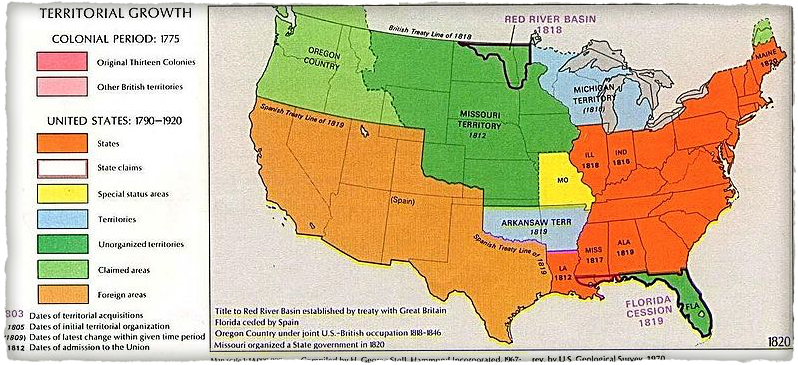 TERRITORIAL GROWTH
COLONIAL PERIOD: 1775
Original Thirteen Colonies
Other British territories
UNITED STATES: 1790–1920
States
State claims
Special status areas
Territories
Unorganized territories
Claimed areas
Foreign areas
1803 Dates of territorial acquisitions
1805 Dates of initial territorial organization
(1809) Dates of latest change within given time period
1812 Dates of admission to the Union
RED RIVER BASIN
1818
British Treaty Line of 1818
OREGON
COUNTRY
MAINE
1820
MICHIGAN
TERRITORY
(1818)
MISSOURI
TERRITORY
1812
Spanish Treaty Line of 1819
ILL
1818
IND
1816
MO
(Spain)
ARKANSAW TERR
1819
Spanish Treaty Line of 1819
MISS
1817
ALA
1819
LA
1812
FLA
FLORIDA
CESSION
1819
Title to Red River Basin established by treaty with Great Britain
Florida ceded by Spain
Oregon Country under joint U.S.-British occupation 1818-1846
Missouri organized a State government in 1820
1820
Compiled by H. George Stoll, Hammond Incorporated, 1967; rev. by U.S. Geological Survey, 1970